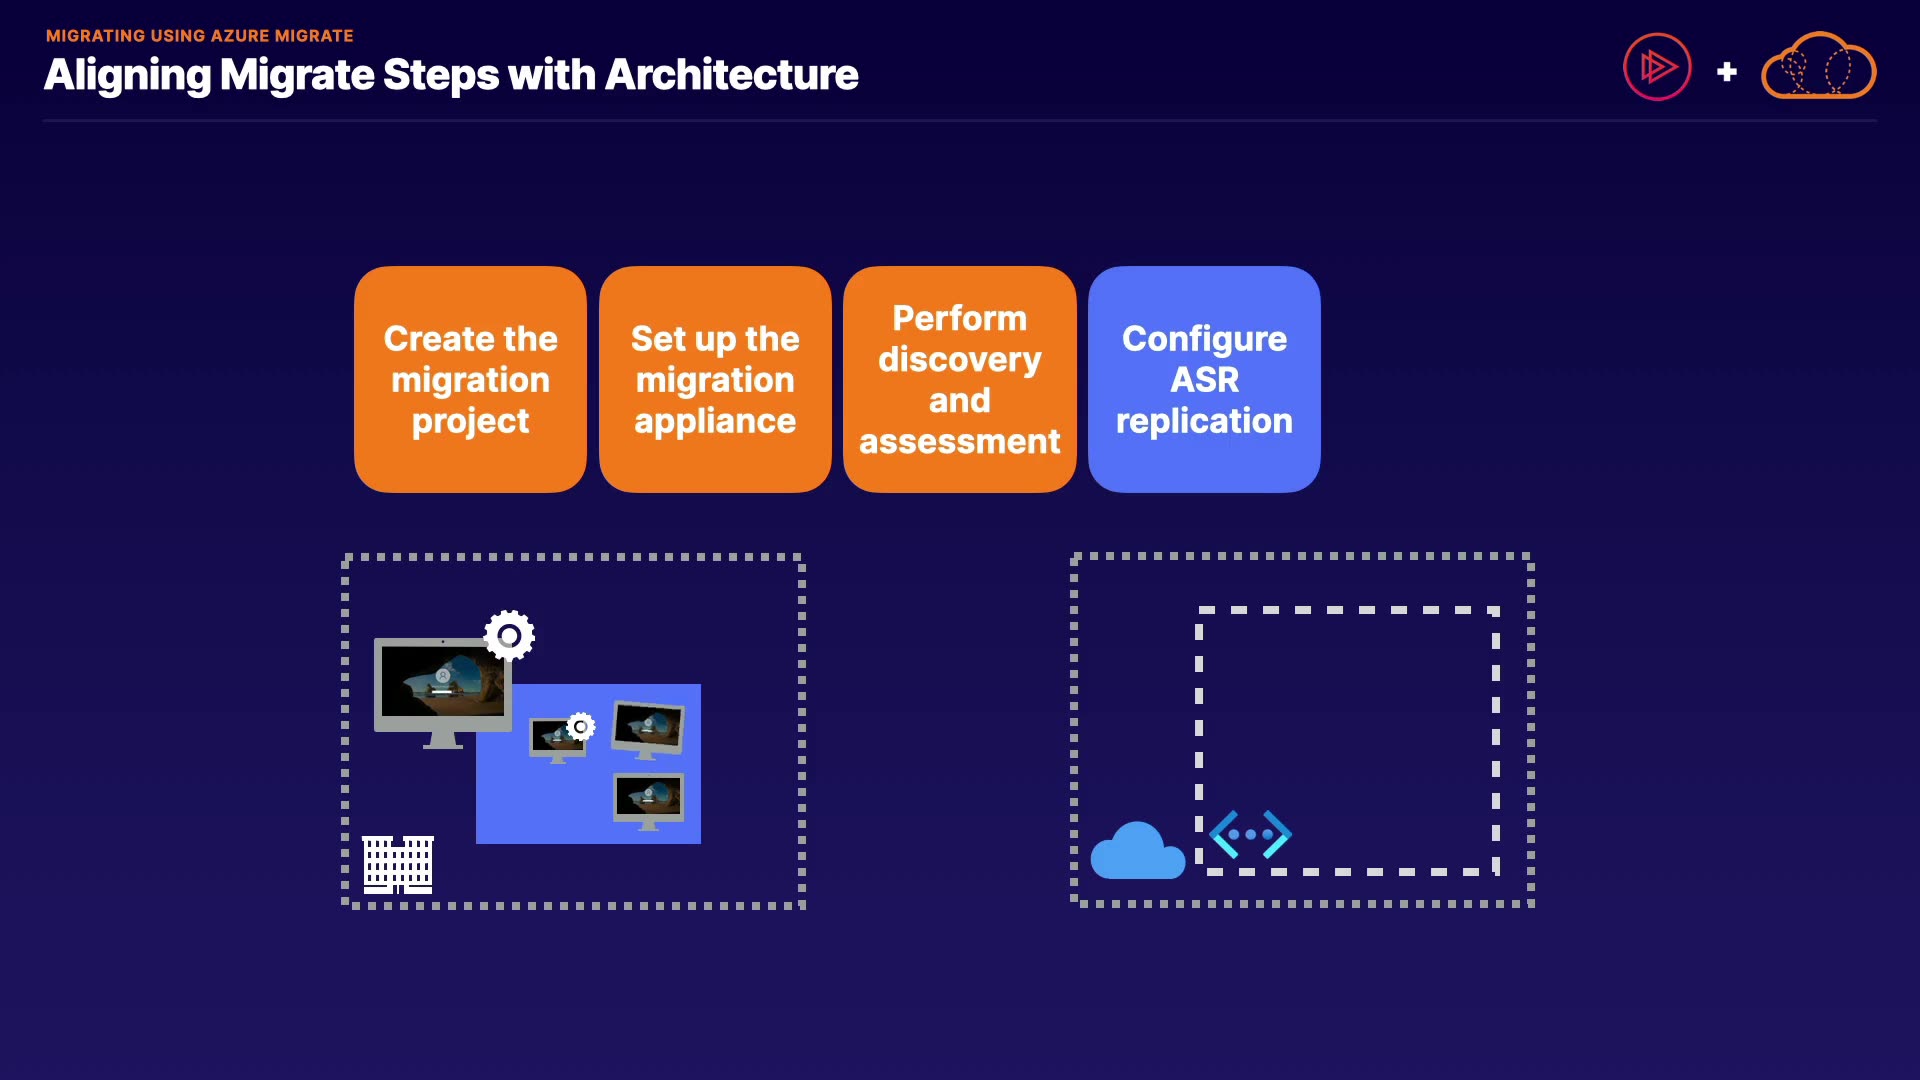 MIGRATING USING AZURE MIGRATE
Aligning Migrate Steps with Architecture
Create the
migration
project
Set up the
migration
appliance
Perform
discovery
and
assessment
Configure
ASR
replication